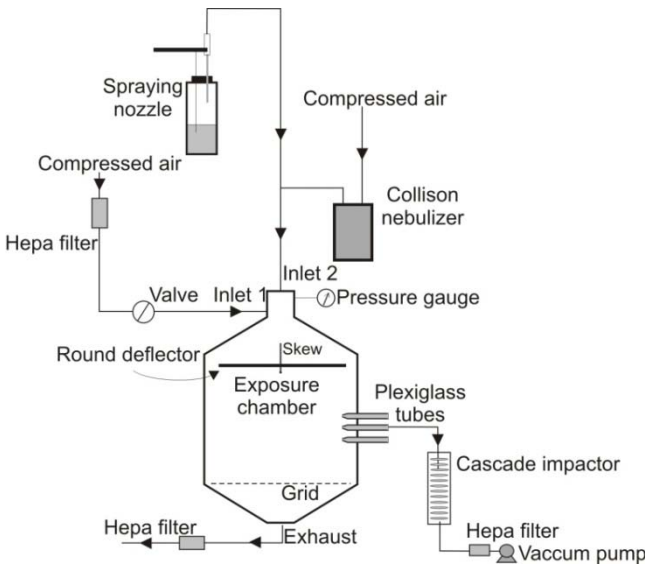 Spraying
nozzle
Compressed air
Compressed air
Collison
nebulizer
Hepa filter
Inlet 2
Valve
Inlet 1
Pressure gauge
Round deflector
Skew
Exposure
chamber
Plexiglass
tubes
Cascade impactor
Grid
Hepa filter
Exhaust
Hepa filter
Vaccum pump